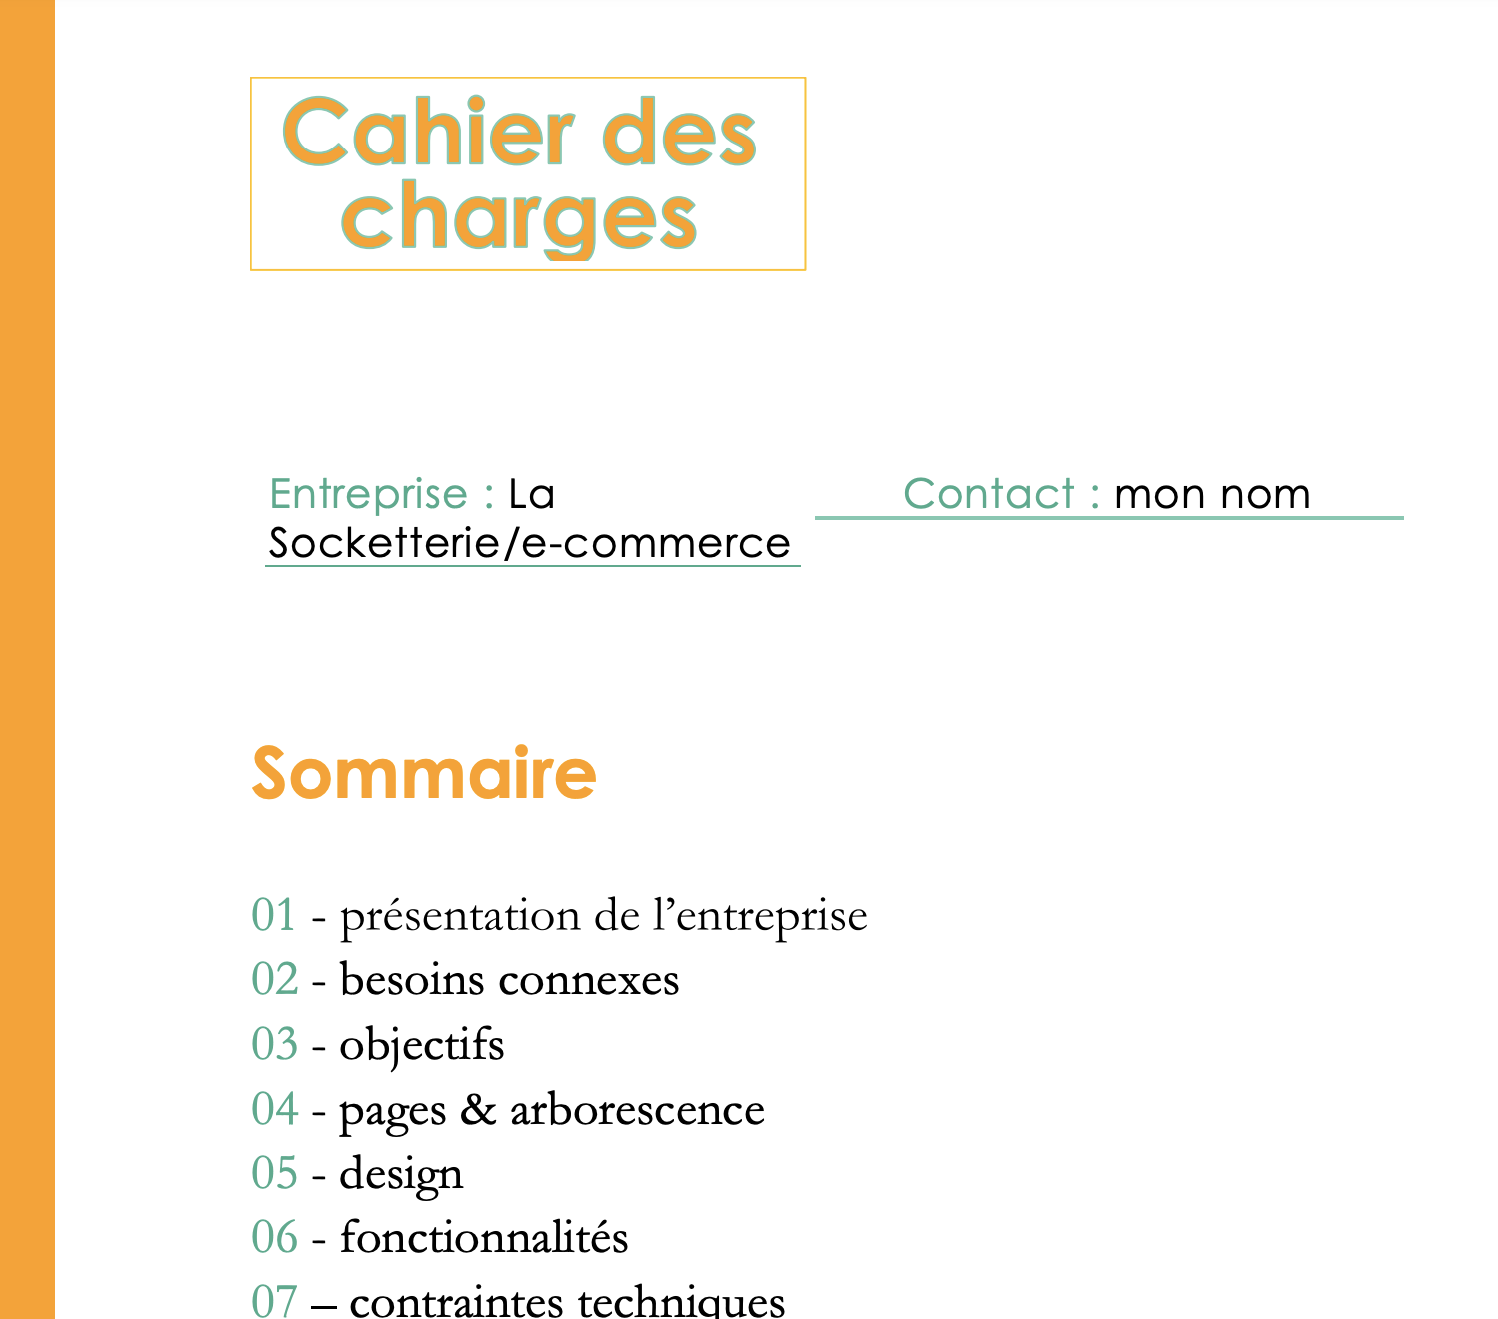 Cahier des
charges
Entreprise : La
Socketterie/e-commerce
Contact : mon nom
Sommaire
01 - présentation de l’entreprise
02 - besoins connexes
03 - objectifs
04 - pages & arborescence
05 - design
06 - fonctionnalités
07 – contraintes techniques